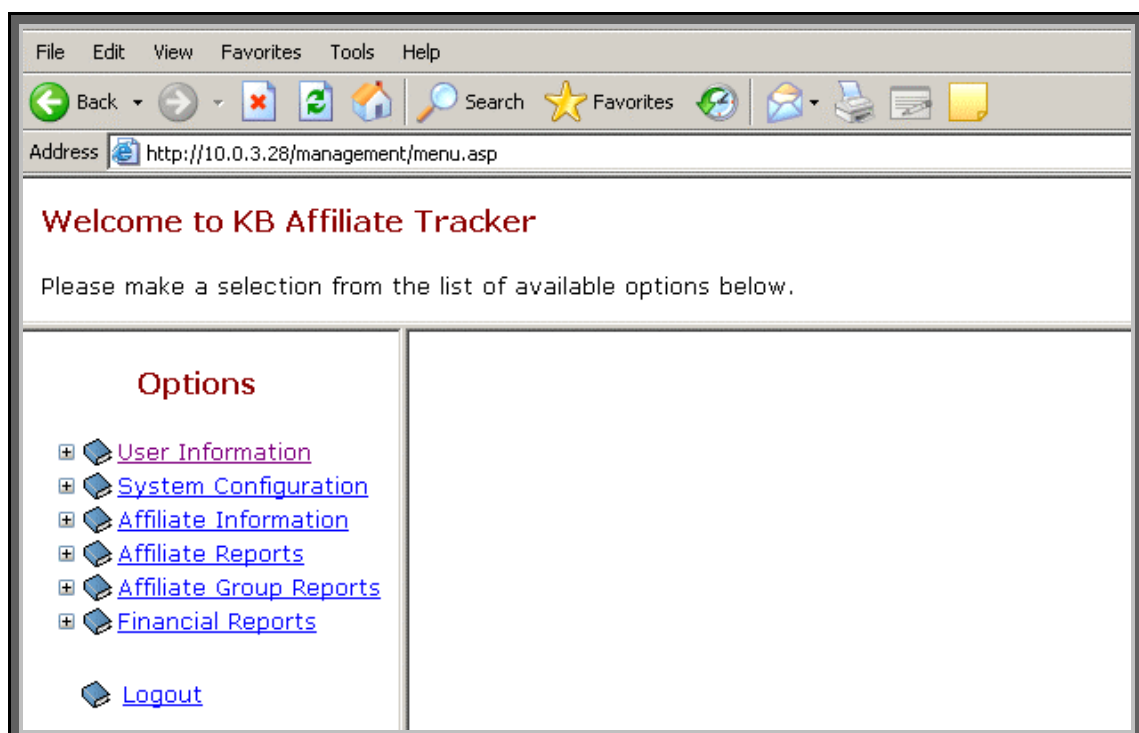 File Edit View Favorites Tools Help
Back Search Favorites
Address http://10.0.3.28/management/menu.asp
Welcome to KB Affiliate Tracker
Please make a selection from the list of available options below.
Options
User Information
System Configuration
Affiliate Information
Affiliate Reports
Affiliate Group Reports
Financial Reports
Logout